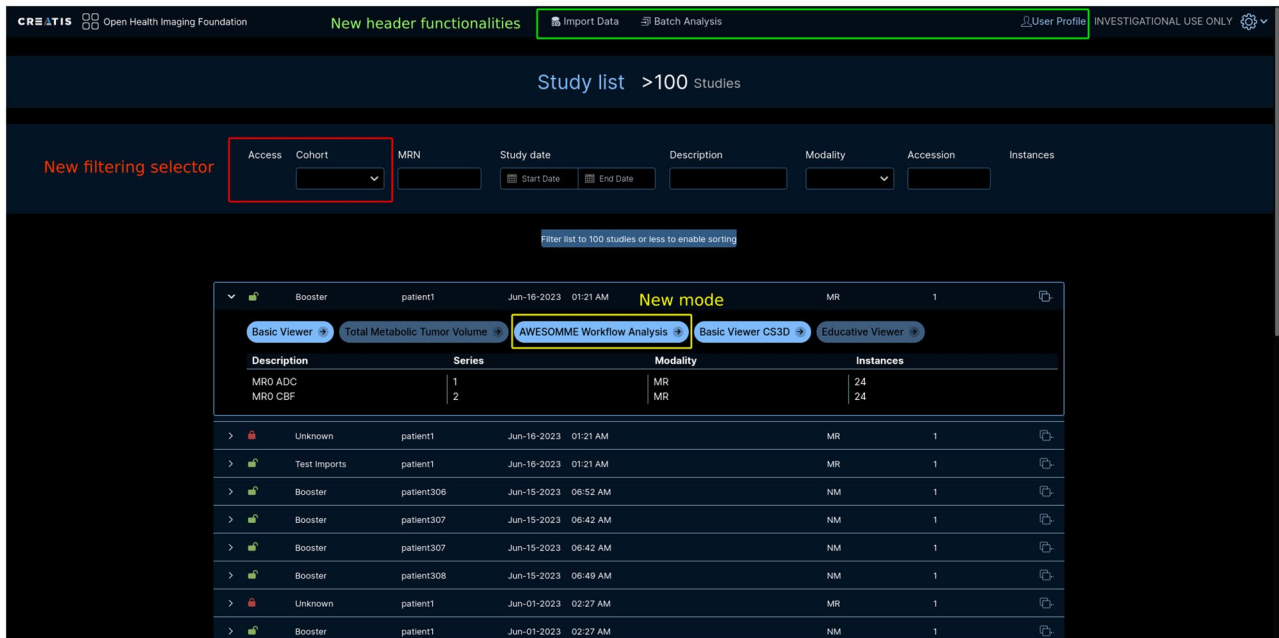 CREATIS Open Health Imaging Foundation New header functionalities Import Data Batch Analysis User Profile INVESTIGATIONAL USE ONLY
Study list >100 Studies
New filtering selector
Access Cohort MRN Study date Description Modality Accession Instances
Start Date End Date
Filter list to 100 studies or less to enable sorting
Booster patient1 Jun-16-2023 01:21 AM New mode MR 1
Basic Viewer Total Metabolic Tumor Volume AWESOMME Workflow Analysis Basic Viewer CS3D Educative Viewer
Description Series Modality Instances
MR0 ADC 1 MR 24
MR0 CBF 2 MR 24
Unknown patient1 Jun-16-2023 01:21 AM MR 1
Test Imports patient1 Jun-16-2023 01:21 AM MR 1
Booster patient306 Jun-15-2023 06:52 AM NM 1
Booster patient307 Jun-15-2023 06:42 AM NM 1
Booster patient307 Jun-15-2023 06:42 AM NM 1
Booster patient308 Jun-15-2023 06:49 AM NM 1
Unknown patient1 Jun-01-2023 02:27 AM MR 1
Booster patient1 Jun-01-2023 02:27 AM MR 1